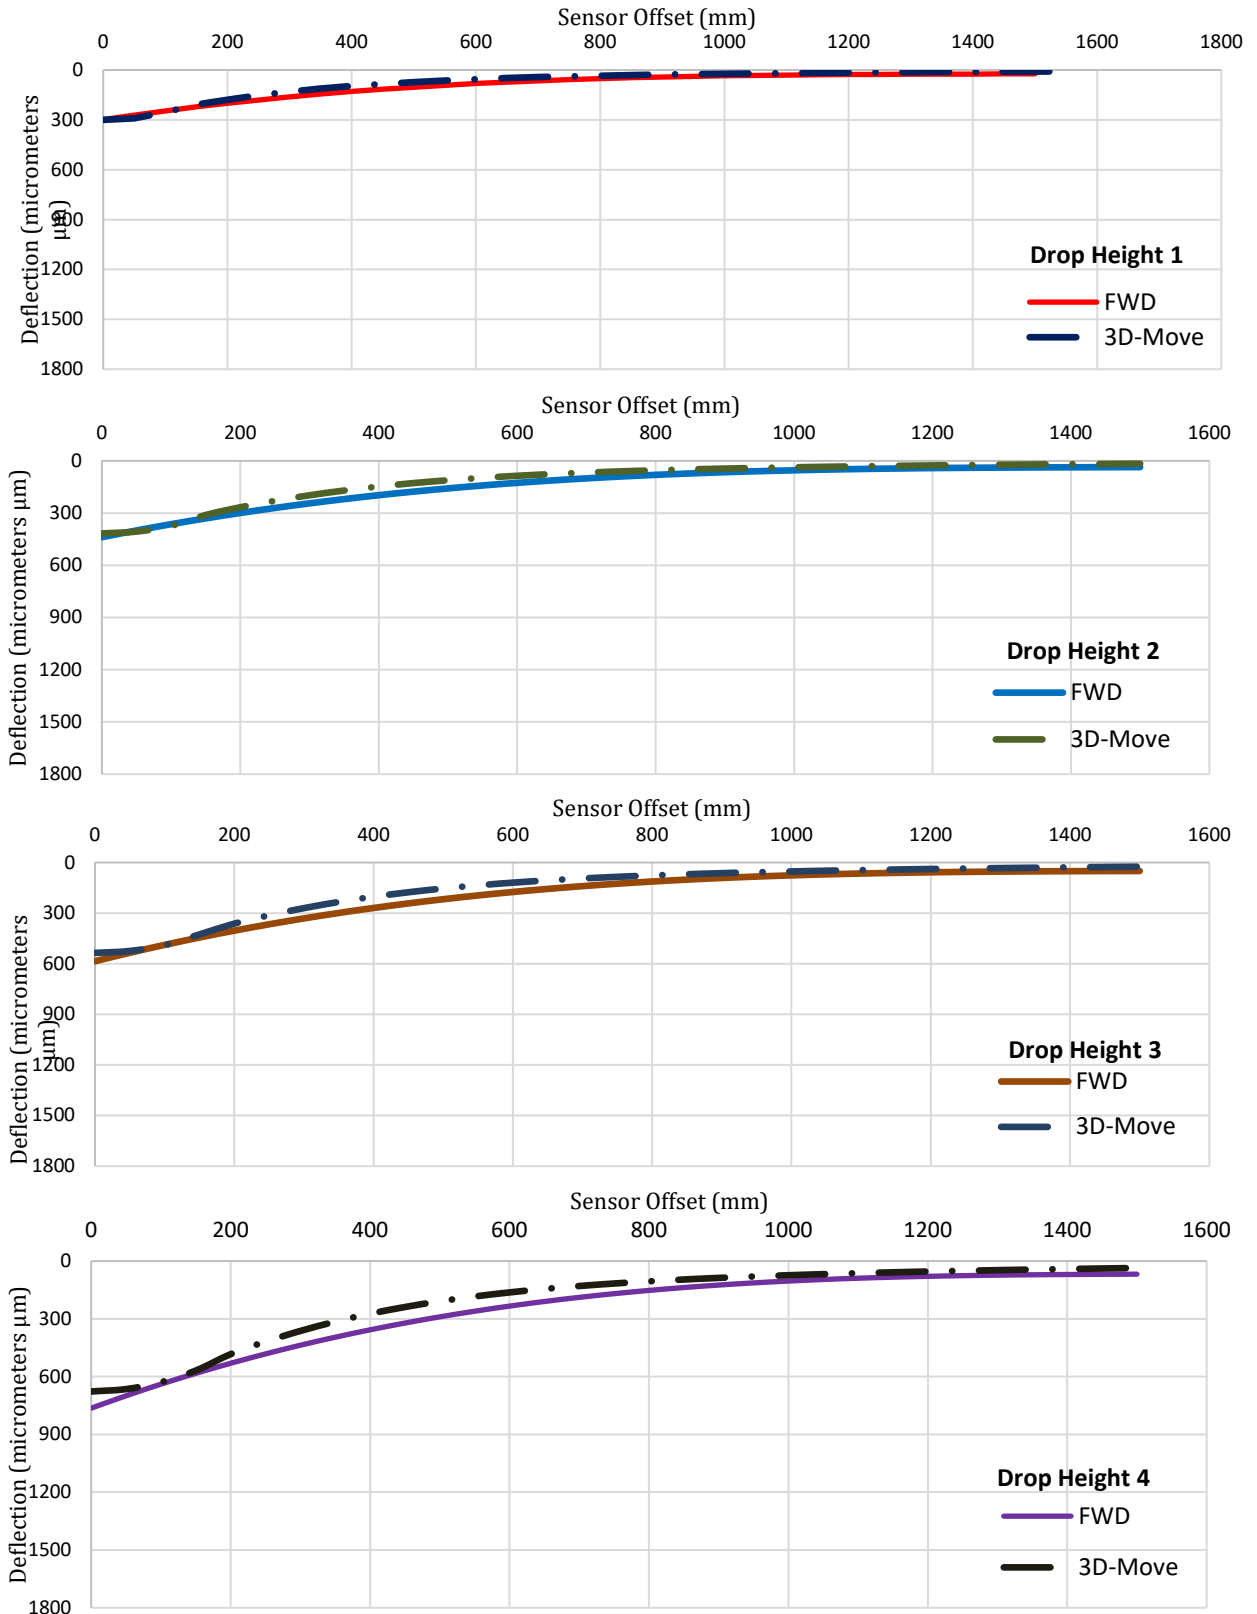 Sensor Offset (mm)
0 200 400 600 800 1000 1200 1400 1600 1800
0
300
600
900
1200
1500
1800
Deflection (micrometers
μm)
Drop Height 1
FWD
3D-Move
Sensor Offset (mm)
0 200 400 600 800 1000 1200 1400 1600
0
300
600
900
1200
1500
1800
Deflection (micrometers μm)
Drop Height 2
FWD
3D-Move
Sensor Offset (mm)
0 200 400 600 800 1000 1200 1400 1600
0
300
600
900
1200
1500
1800
Deflection (micrometers
μm)
Drop Height 3
FWD
3D-Move
Sensor Offset (mm)
0 200 400 600 800 1000 1200 1400 1600
0
300
600
900
1200
1500
1800
Deflection (micrometers μm)
Drop Height 4
FWD
3D-Move